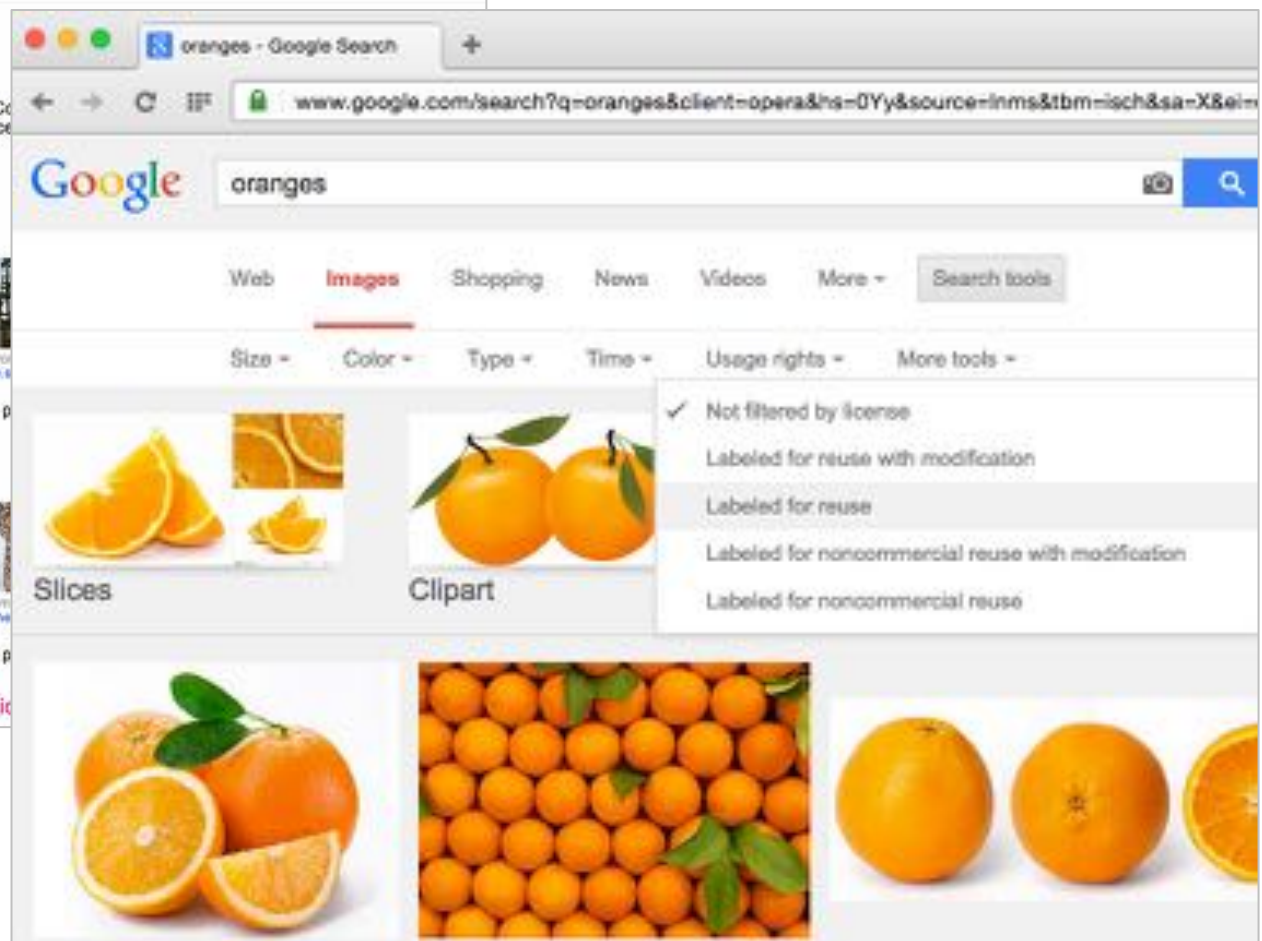 oranges - Google Search
www.google.com/search?q=oranges&client=opera&hs=0Yy&source=lnms&tbm=isch&sa=X&ei=
Google
oranges
Web Images Shopping News Videos More Search tools
Size Color Type Time Usage rights More tools
Not filtered by license
Labeled for reuse with modification
Labeled for reuse
Labeled for noncommercial reuse with modification
Labeled for noncommercial reuse
Slices
Clipart